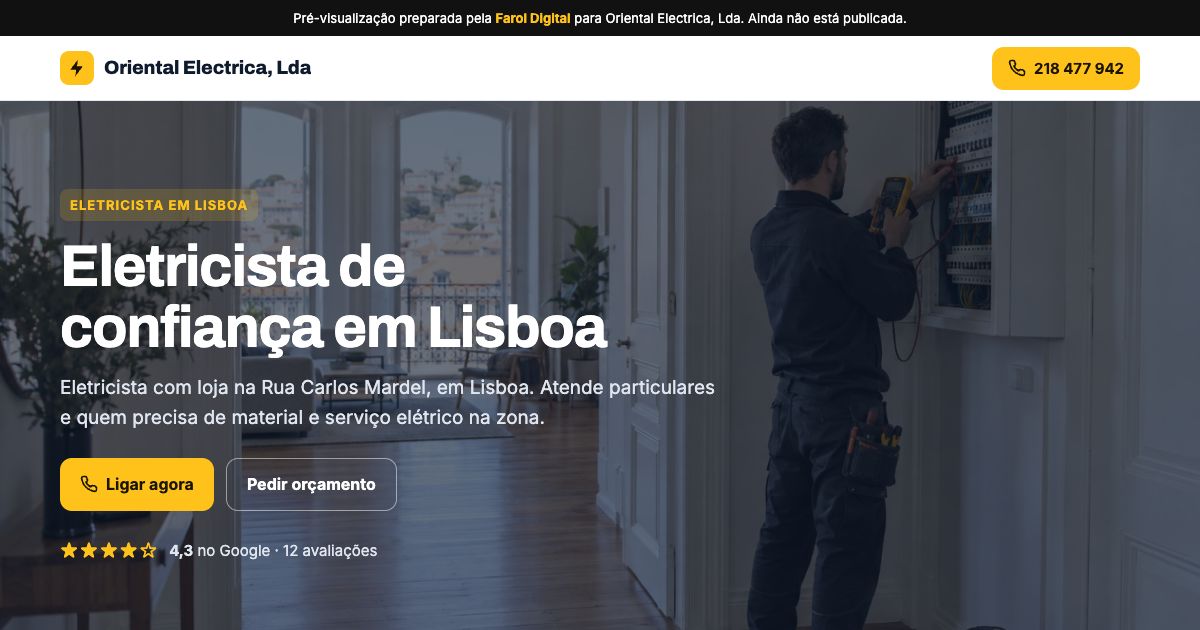 Pré-visualização preparada pela Farol Digital para Oriental Electrica, Lda. Ainda não está publicada.
Oriental Electrica, Lda
218 477 942
ELETRICISTA EM LISBOA
Eletricista de
confiança em Lisboa
Eletricista com loja na Rua Carlos Mardel, em Lisboa. Atende particulares
e quem precisa de material e serviço elétrico na zona.
Ligar agora
Pedir orçamento
4,3 no Google · 12 avaliações